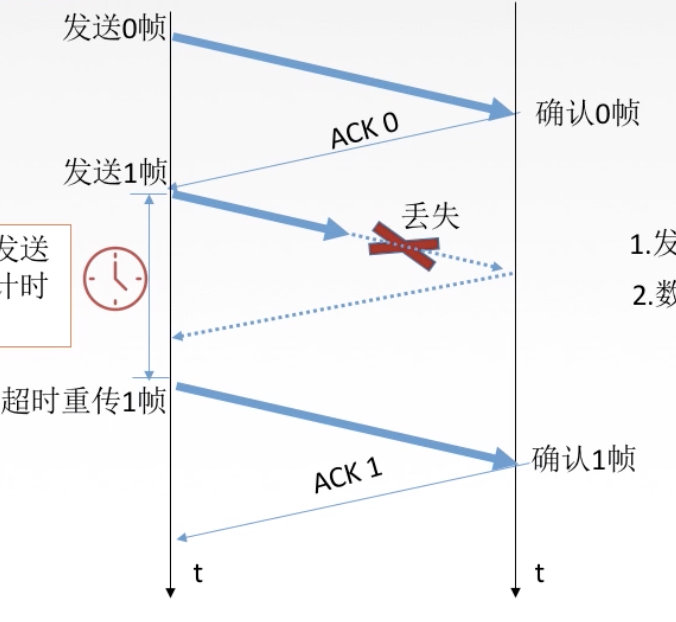 发送0帧
确认0帧
ACK 0
发送1帧
丢失
发送
计时
1.发
2.数
超时重传1帧
确认1帧
ACK 1
t
t